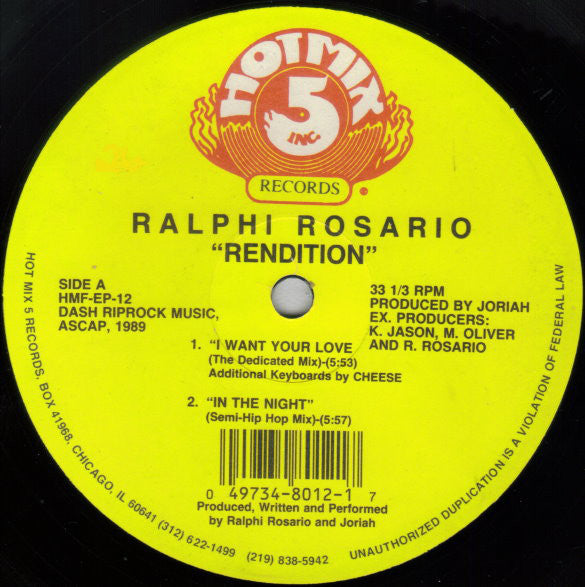 HOT MIX
5
INC.
RECORDS
RALPHI ROSARIO
“RENDITION”
SIDE A
HMF-EP-12
DASH RIPROCK MUSIC,
ASCAP, 1989
33 1/3 RPM
PRODUCED BY JORIAH
EX. PRODUCERS:
K. JASON, M. OLIVER
AND R. ROSARIO
1. “I WANT YOUR LOVE
(The Dedicated Mix)-(5:53)
Additional Keyboards by CHEESE
2. “IN THE NIGHT”
(Semi-Hip Hop Mix)-(5:57)
0 49734-8012-1 7
Produced, Written and Performed
by Ralphi Rosario and Joriah
HOT MIX 5 RECORDS, BOX 41968, CHICAGO, IL 60641 (312) 622-1499 (219) 838-5942
UNAUTHORIZED DUPLICATION IS A VIOLATION OF FEDERAL LAW